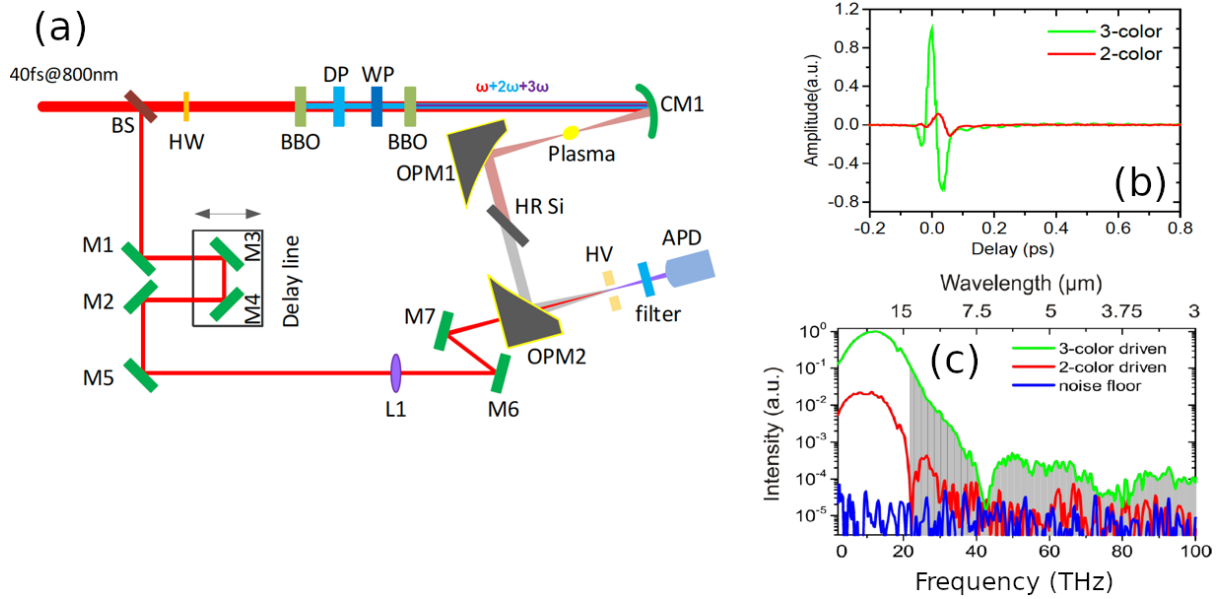 (a)
40fs@800nm
BS
HW
BBO
DP
WP
BBO
ω+2ω+3ω
CM1
Plasma
OPM1
HR Si
M1
M2
M3
M4
Delay line
M5
L1
M6
M7
OPM2
HV
filter
APD
(b)
3-color
2-color
Amplitude(a.u.)
1.2
0.8
0.4
0.0
-0.4
-0.8
-0.2 0.0 0.2 0.4 0.6 0.8
Delay (ps)
Wavelength (μm)
15 7.5 5 3.75 3
(c)
3-color driven
2-color driven
noise floor
Intensity (a.u.)
10⁰
10⁻¹
10⁻²
10⁻³
10⁻⁴
10⁻⁵
0 20 40 60 80 100
Frequency (THz)